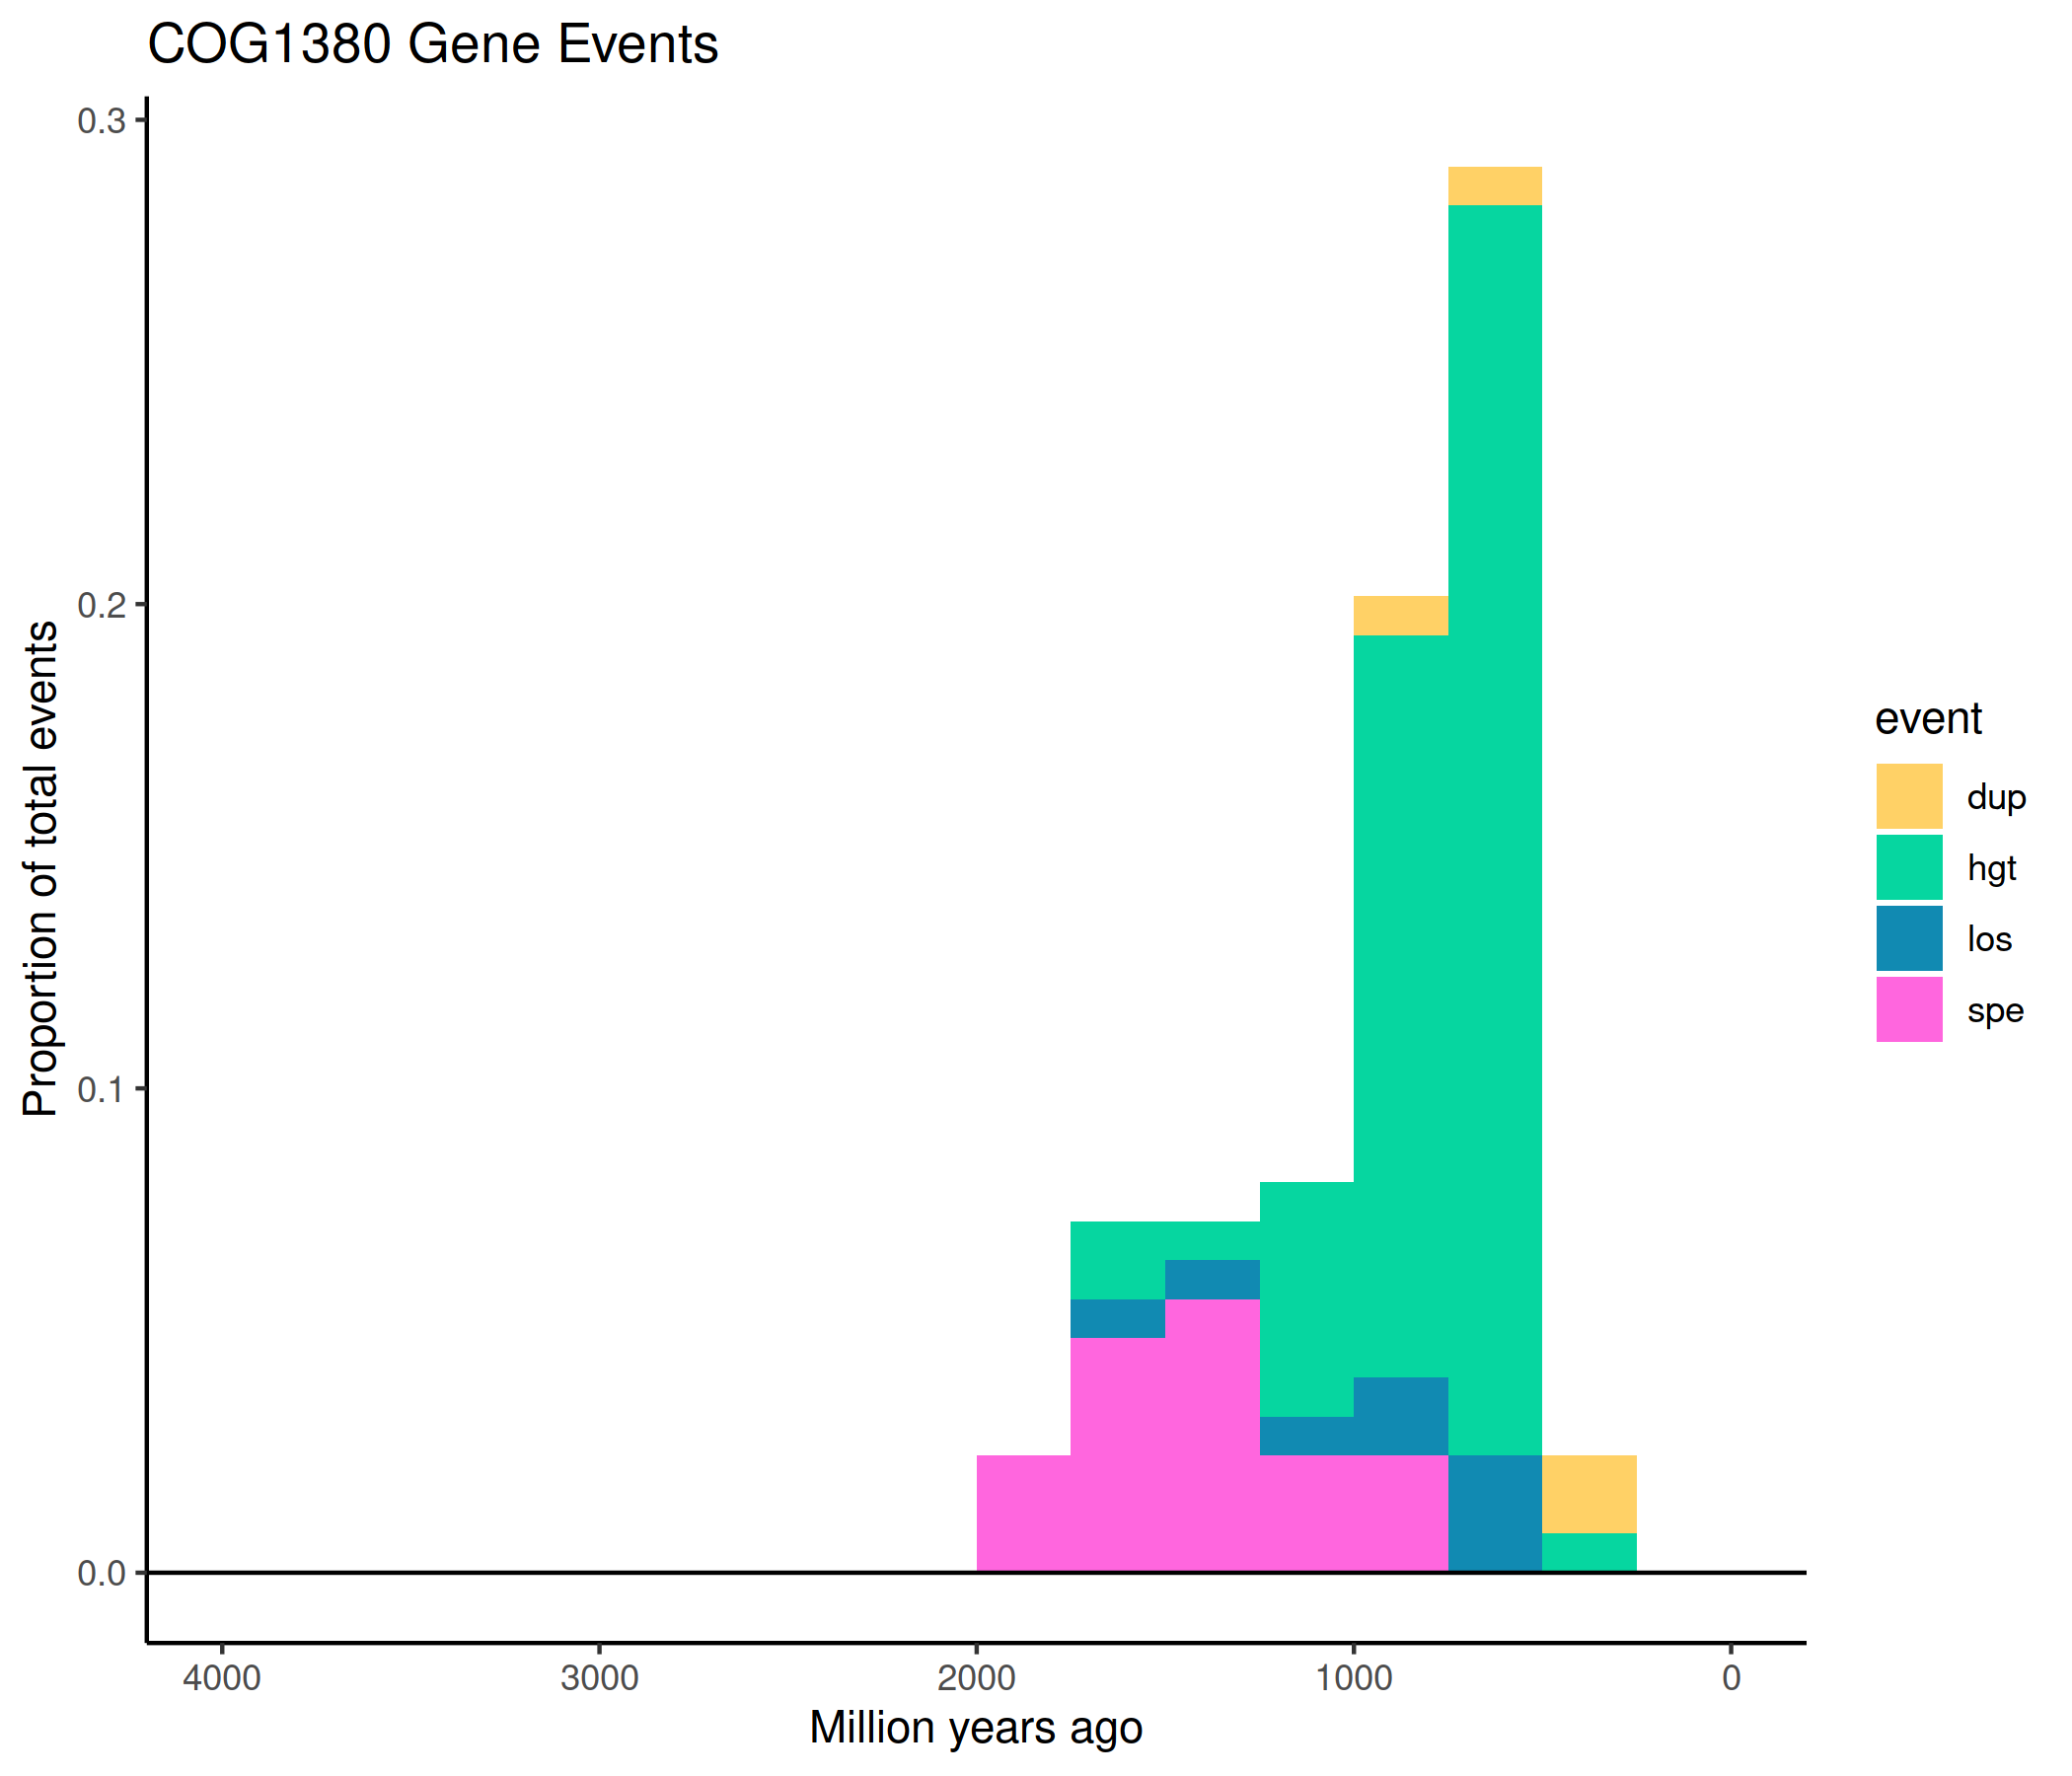 COG1380 Gene Events
Proportion of total events
0.3
0.2
0.1
0.0
4000 3000 2000 1000 0
Million years ago
event
dup
hgt
los
spe